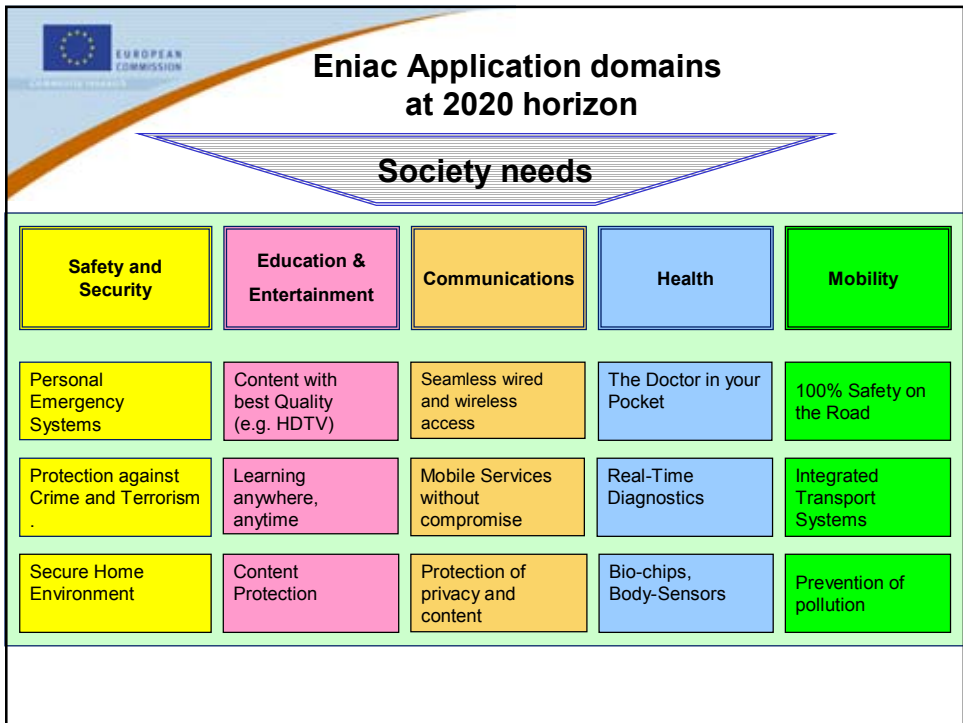 EUROPEAN
COMMISSION
Eniac Application domains
at 2020 horizon
Society needs
Safety and
Security
Education &
Entertainment
Communications
Health
Mobility
Personal
Emergency
Systems
Content with
best Quality
(e.g. HDTV)
Seamless wired
and wireless
access
The Doctor in your
Pocket
100% Safety on
the Road
Protection against
Crime and Terrorism
.
Learning
anywhere,
anytime
Mobile Services
without
compromise
Real-Time
Diagnostics
Integrated
Transport
Systems
Secure Home
Environment
Content
Protection
Protection of
privacy and
content
Bio-chips,
Body-Sensors
Prevention of
pollution